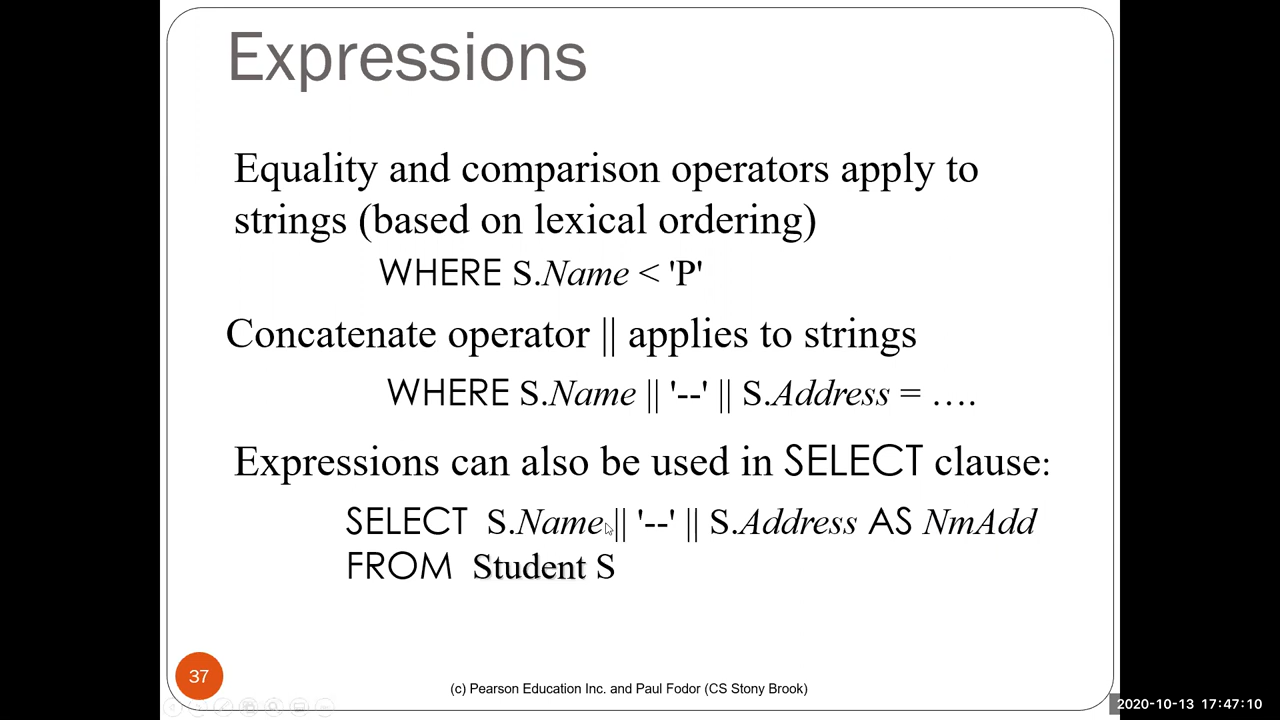 Expressions
Equality and comparison operators apply to
strings (based on lexical ordering)
WHERE S.Name < 'P'
Concatenate operator || applies to strings
WHERE S.Name || '--' || S.Address = ….
Expressions can also be used in SELECT clause:
SELECT S.Name || '--' || S.Address AS NmAdd
FROM Student S
37
(c) Pearson Education Inc. and Paul Fodor (CS Stony Brook)
2020-10-13 17:47:10